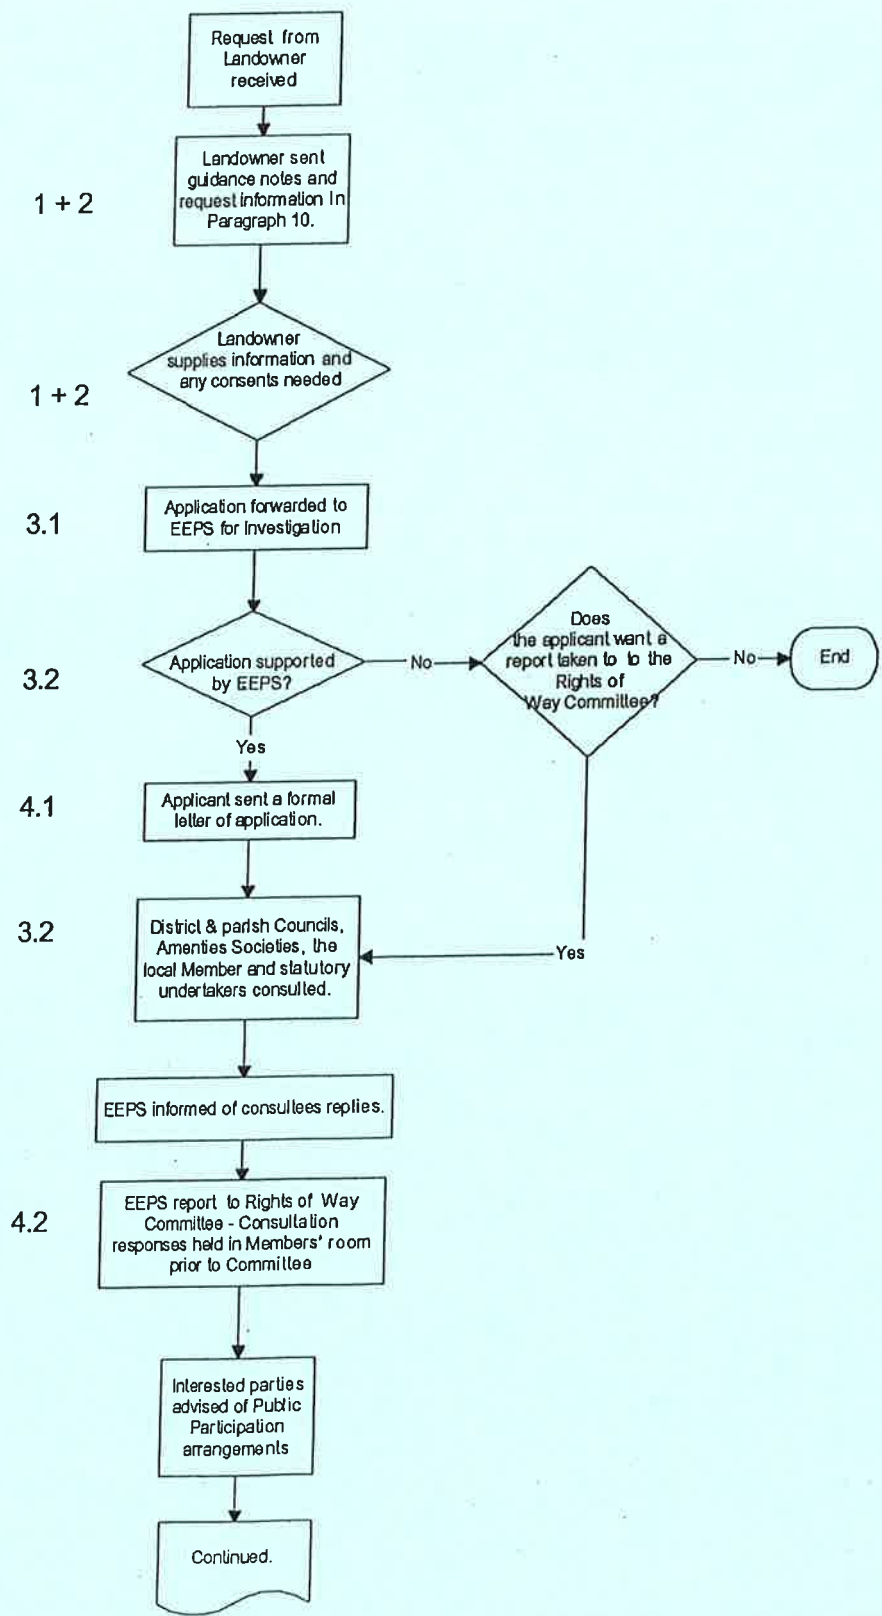 Request from
Landowner
received
1 + 2
Landowner sent
guidance notes and
request information In
Paragraph 10.
1 + 2
Landowner
supplies information and
any consents needed
3.1
Application forwarded to
EEPS for Investigation
3.2
Application supported
by EEPS?
No
Does
the applicant want a
report taken to to the
Rights of
Way Committee?
No
End
Yes
4.1
Applicant sent a formal
letter of application.
3.2
District & parish Councils,
Amenties Societies, the
local Member and statutory
undertakers consulted.
Yes
EEPS informed of consultees replies.
4.2
EEPS report to Rights of Way
Committee - Consultation
responses held in Members' room
prior to Committee
Interested parties
advised of Public
Participation
arrangements
Continued.